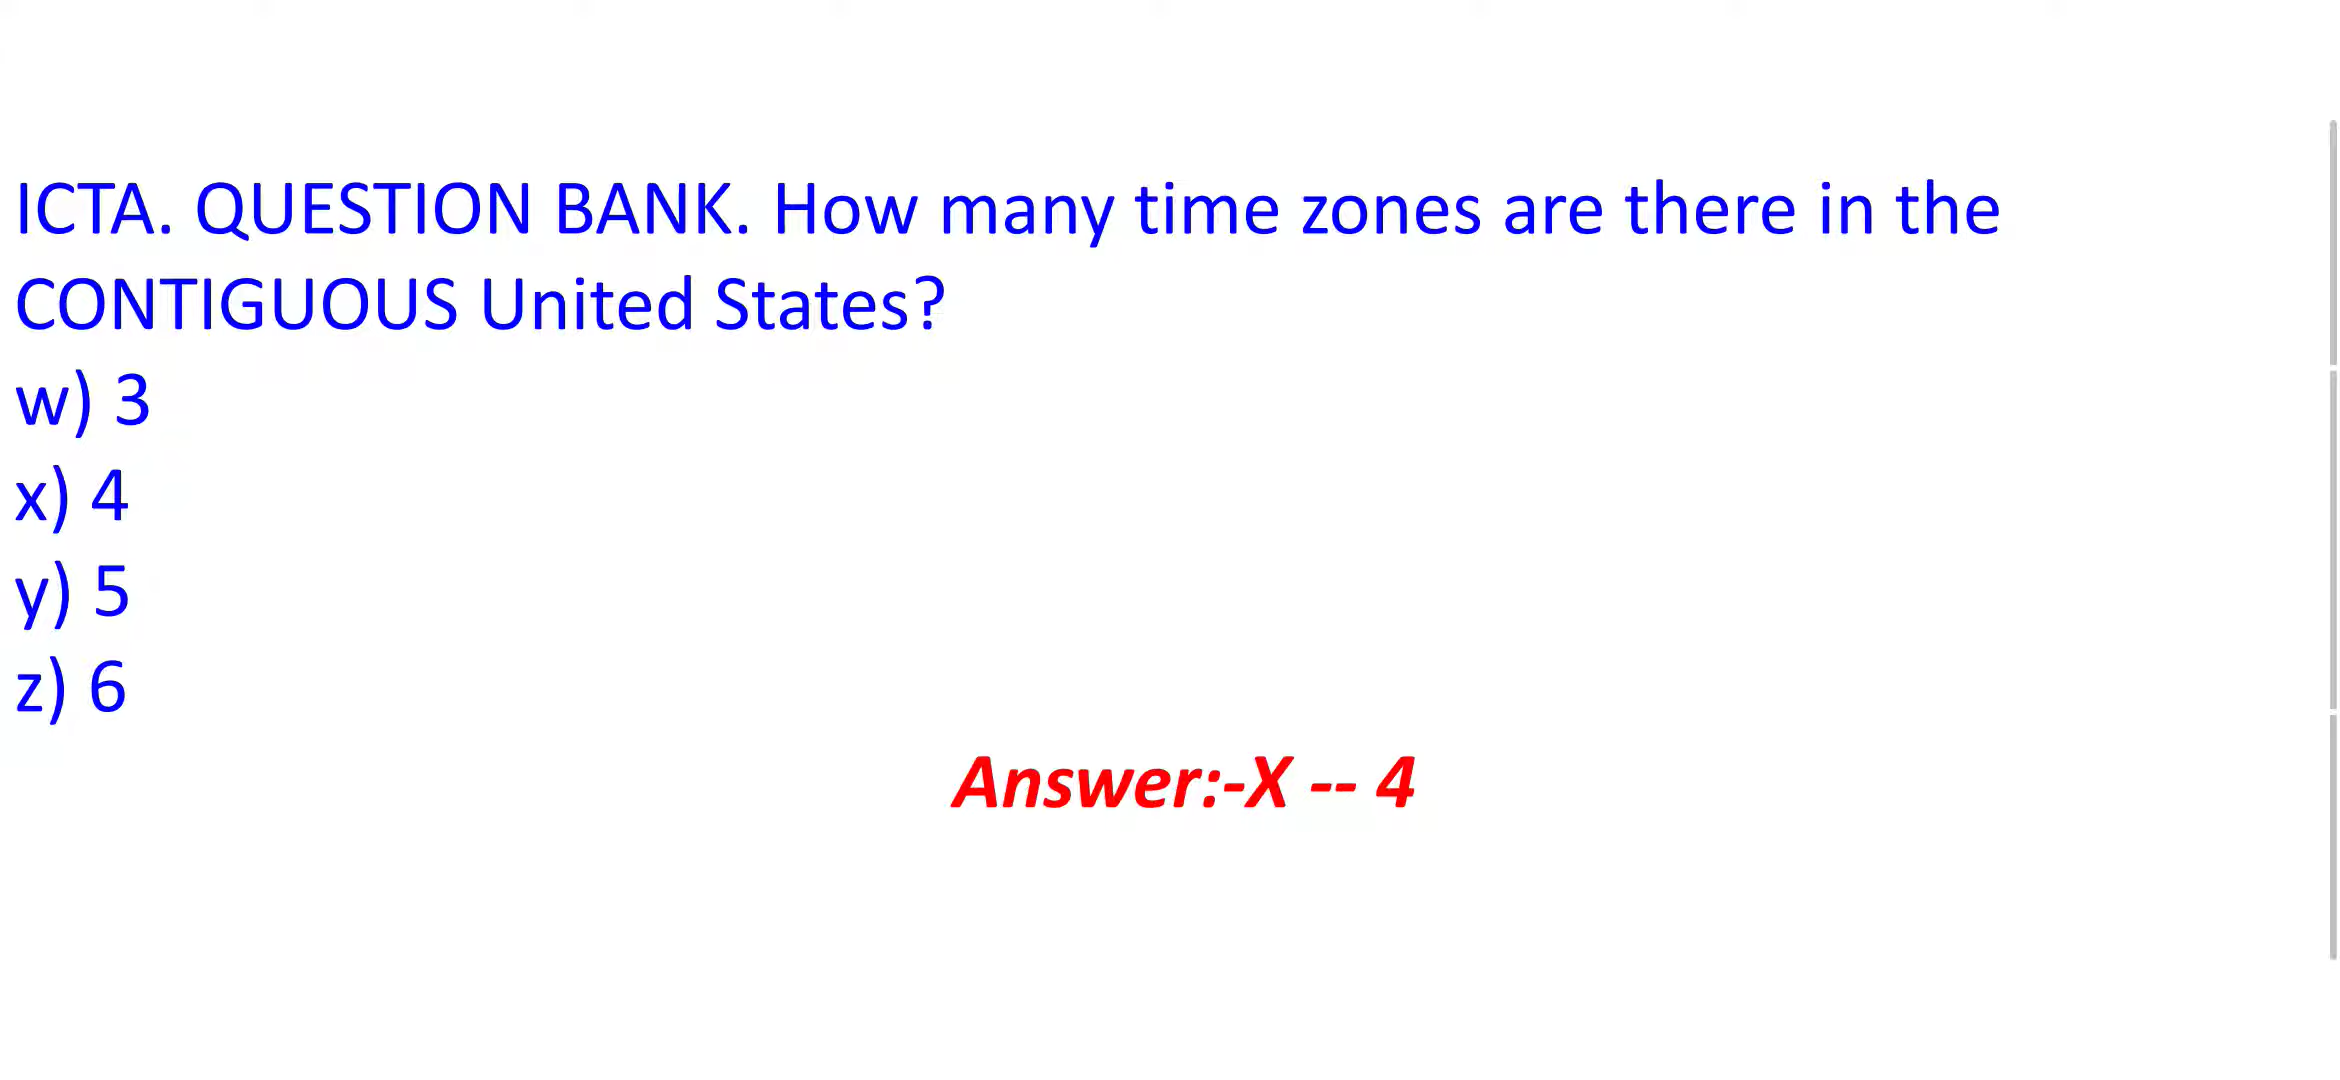 ICTA. QUESTION BANK. How many time zones are there in the
CONTIGUOUS United States?
w) 3
x) 4
y) 5
z) 6
Answer:-X -- 4